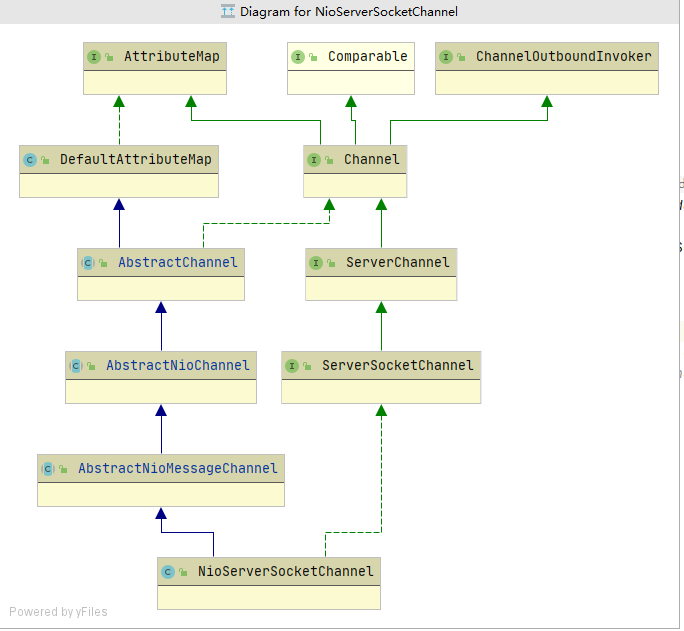 Diagram for NioServerSocketChannel
I AttributeMap
I Comparable
I ChannelOutboundInvoker
C DefaultAttributeMap
I Channel
C AbstractChannel
I ServerChannel
C AbstractNioChannel
I ServerSocketChannel
C AbstractNioMessageChannel
C NioServerSocketChannel
Powered by yFiles